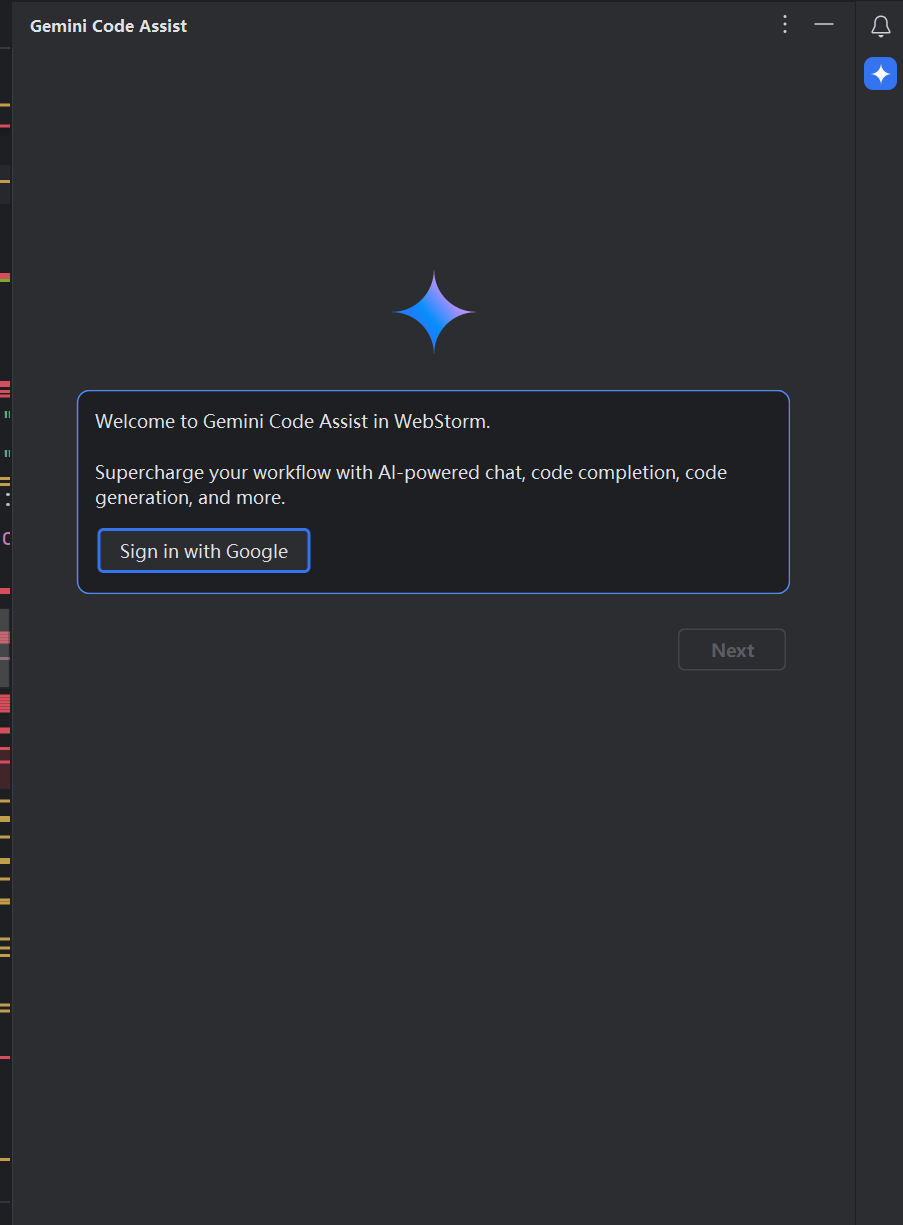 Gemini Code Assist
Welcome to Gemini Code Assist in WebStorm.
Supercharge your workflow with AI-powered chat, code completion, code
generation, and more.
Sign in with Google
Next